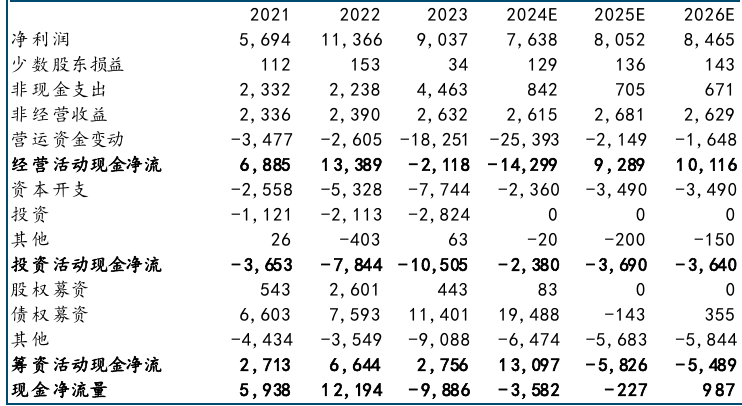 2021 2022 2023 2024E 2025E 2026E
净利润 5,694 11,366 9,037 7,638 8,052 8,465
少数股东损益 112 153 34 129 136 143
非现金支出 2,332 2,238 4,463 842 705 671
非经营收益 2,336 2,390 2,632 2,615 2,681 2,629
营运资金变动 -3,477 -2,605 -18,251 -25,393 -2,149 -1,648
经营活动现金净流 6,885 13,389 -2,118 -14,299 9,289 10,116
资本开支 -2,558 -5,328 -7,744 -2,360 -3,490 -3,490
投资 -1,121 -2,113 -2,824 0 0 0
其他 26 -403 63 -20 -200 -150
投资活动现金净流 -3,653 -7,844 -10,505 -2,380 -3,690 -3,640
股权募资 543 2,601 443 83 0 0
债权募资 6,603 7,593 11,401 19,488 -143 355
其他 -4,434 -3,549 -9,088 -6,474 -5,683 -5,844
筹资活动现金净流 2,713 6,644 2,756 13,097 -5,826 -5,489
现金净流量 5,938 12,194 -9,886 -3,582 -227 987